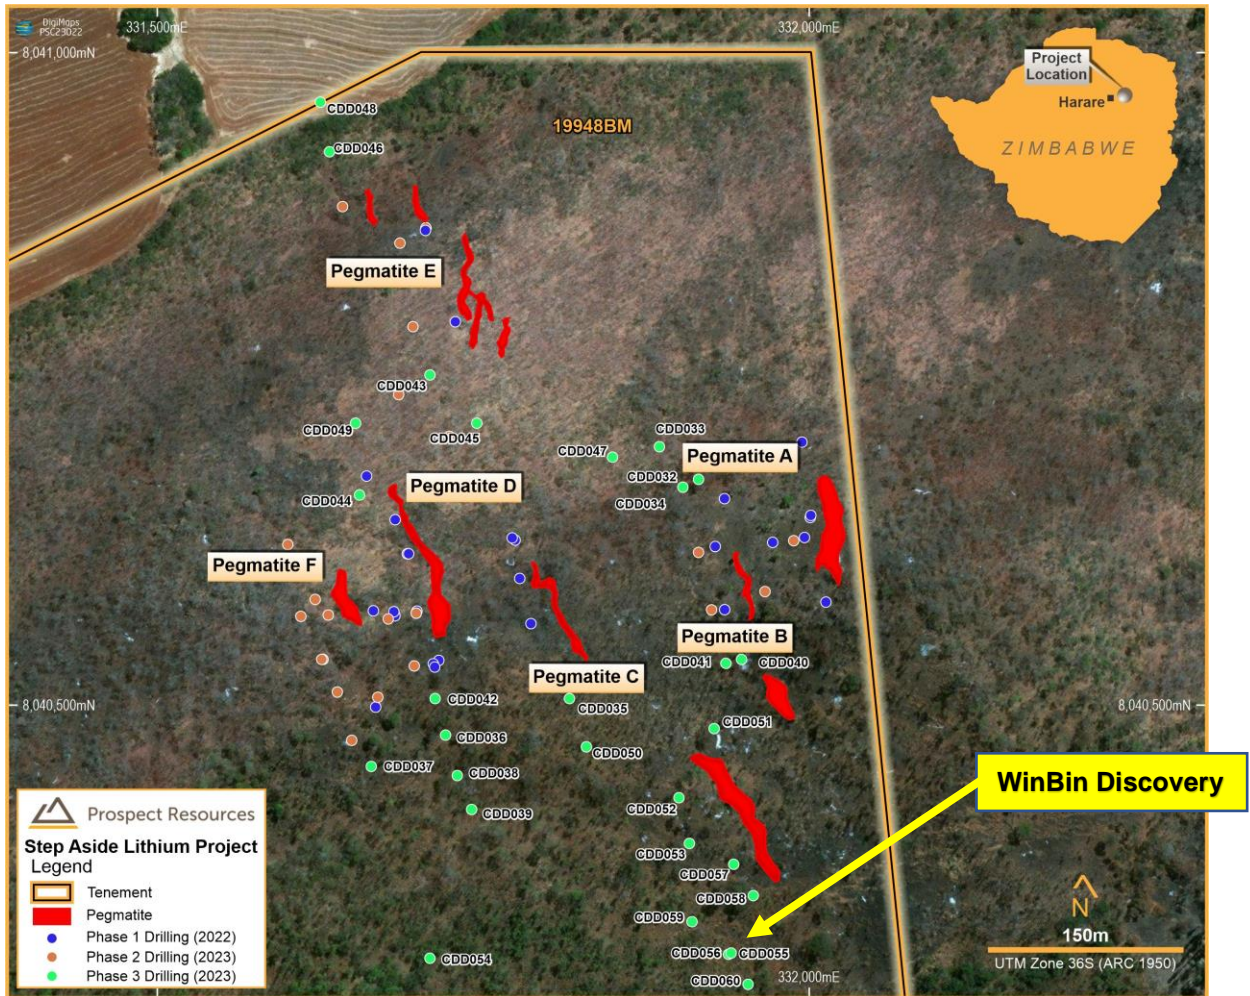 DigiMaps
PSC23D22
331,500mE
332,000mE
8,041,000mN
Project
Location
Harare
ZIMBABWE
CDD048
19948BM
CDD046
Pegmatite E
CDD043
CDD049
CDD045
CDD033
CDD047
Pegmatite A
CDD032
CDD034
Pegmatite D
CDD044
Pegmatite F
Pegmatite B
CDD041
CDD040
Pegmatite C
CDD042
CDD035
8,040,500mN
8,040,500mN
CDD051
CDD036
CDD050
CDD037
CDD038
WinBin Discovery
CDD052
CDD039
CDD053
CDD057
CDD058
CDD059
CDD056
CDD055
CDD054
CDD060
332,000mE
Prospect Resources
Step Aside Lithium Project
Legend
Tenement
Pegmatite
Phase 1 Drilling (2022)
Phase 2 Drilling (2023)
Phase 3 Drilling (2023)
N
150m
UTM Zone 36S (ARC 1950)